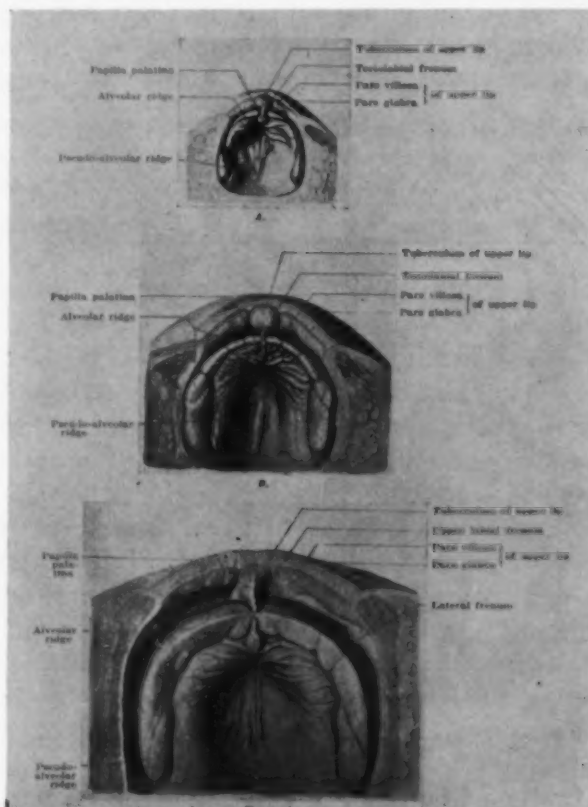 Tuberculum of upper lip
Papilla palatina
Tectolabial frenum
Alveolar ridge
Pars villosa
of upper lip
Pars glabra
Pseudo-alveolar ridge
A.
Tuberculum of upper lip
Tectolabial frenum
Papilla palatina
Pars villosa
of upper lip
Alveolar ridge
Pars glabra
Pseudo-alveolar
ridge
B.
Tuberculum of upper lip
Upper labial frenum
Papilla
pala-
tina
Pars villosa
of upper lip
Pars glabra
Lateral frenum
Alveolar
ridge
Pseudo-
alveolar
ridge